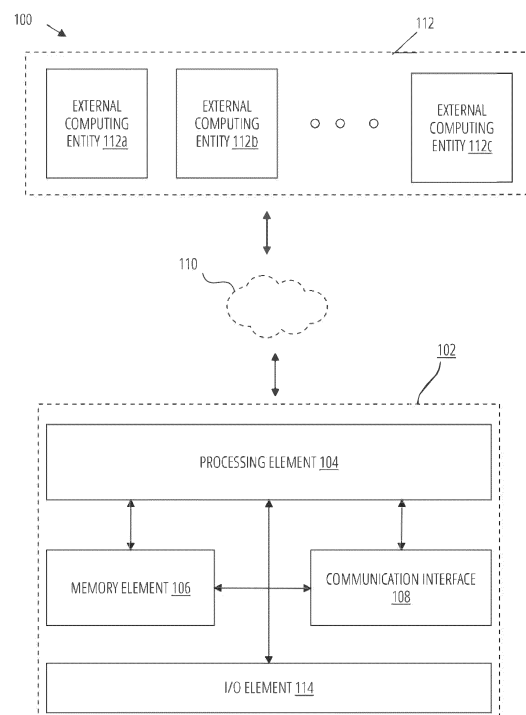 100
112
EXTERNAL
COMPUTING
ENTITY 112a
EXTERNAL
COMPUTING
ENTITY 112b
EXTERNAL
COMPUTING
ENTITY 112c
110
102
PROCESSING ELEMENT 104
MEMORY ELEMENT 106
COMMUNICATION INTERFACE
108
I/O ELEMENT 114